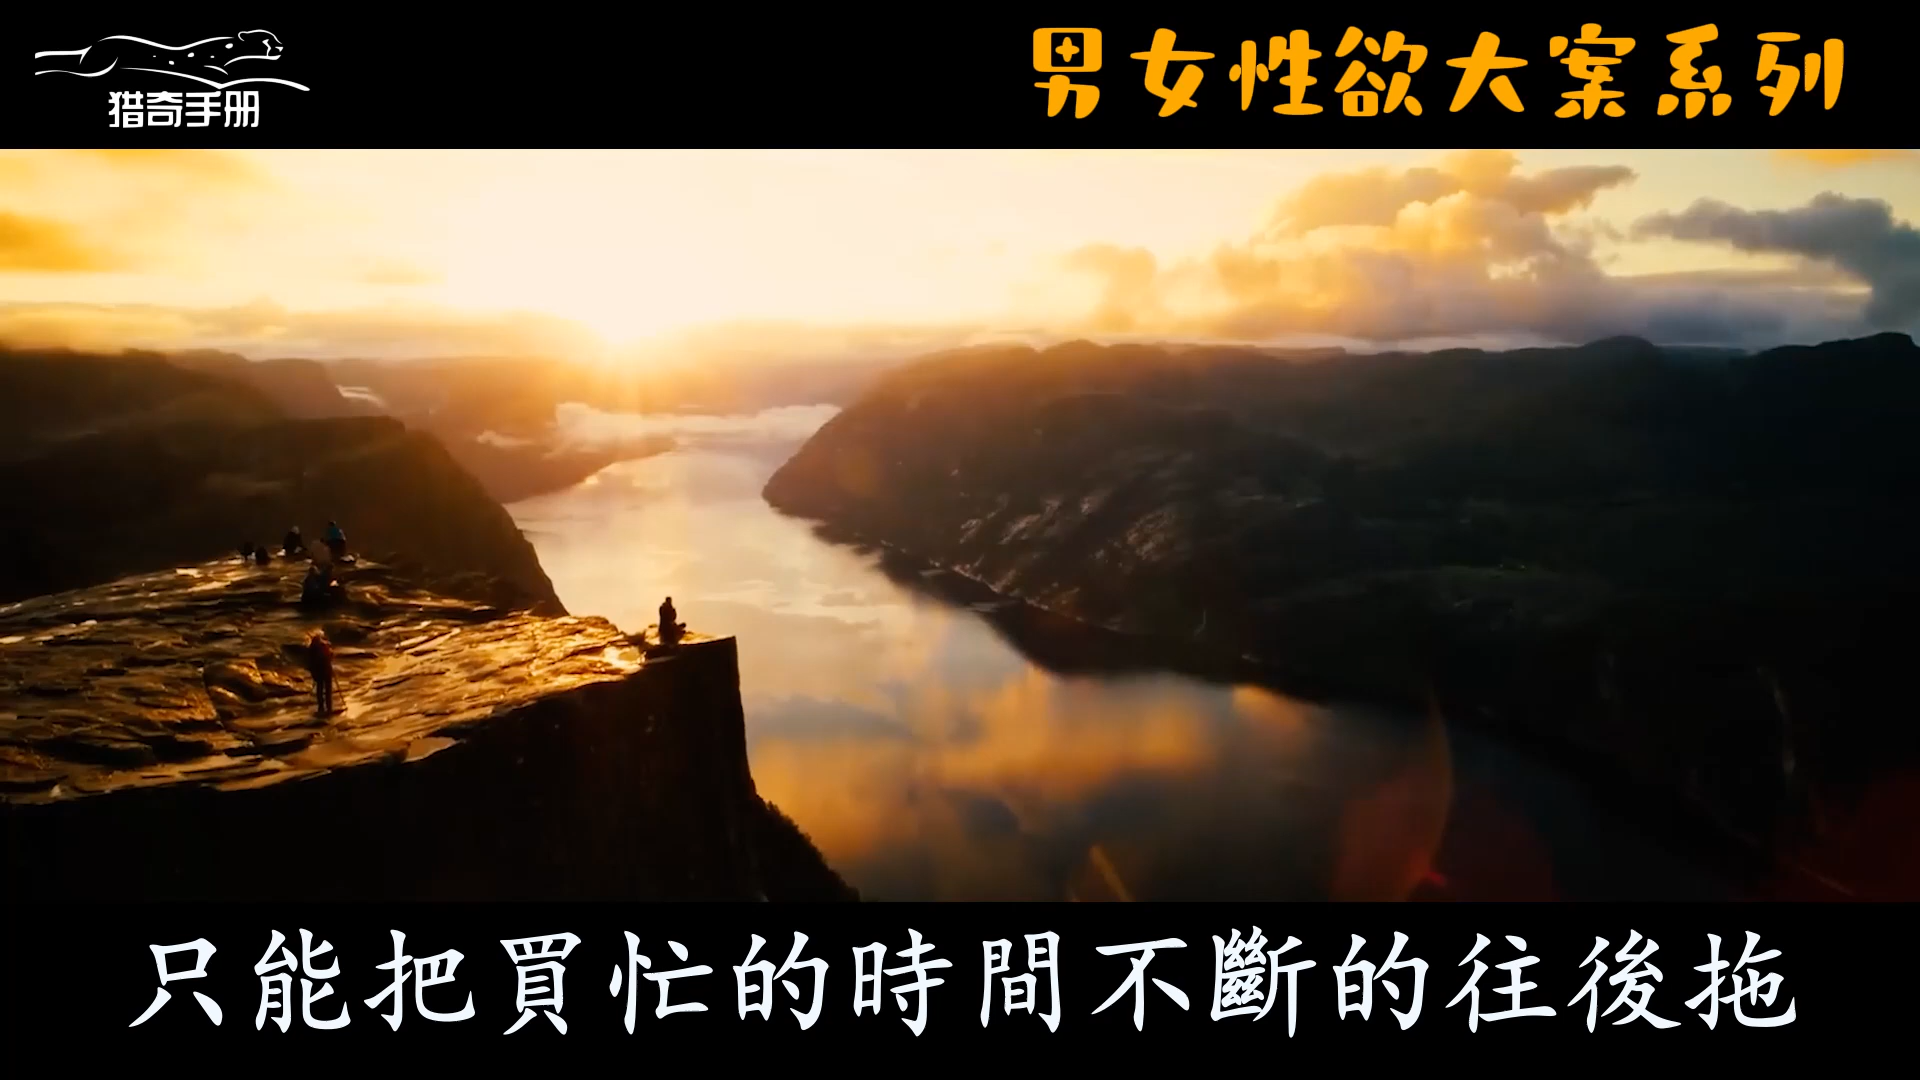 猎奇手册
男女性欲大案系列
只能把買忙的時間不斷的往後拖